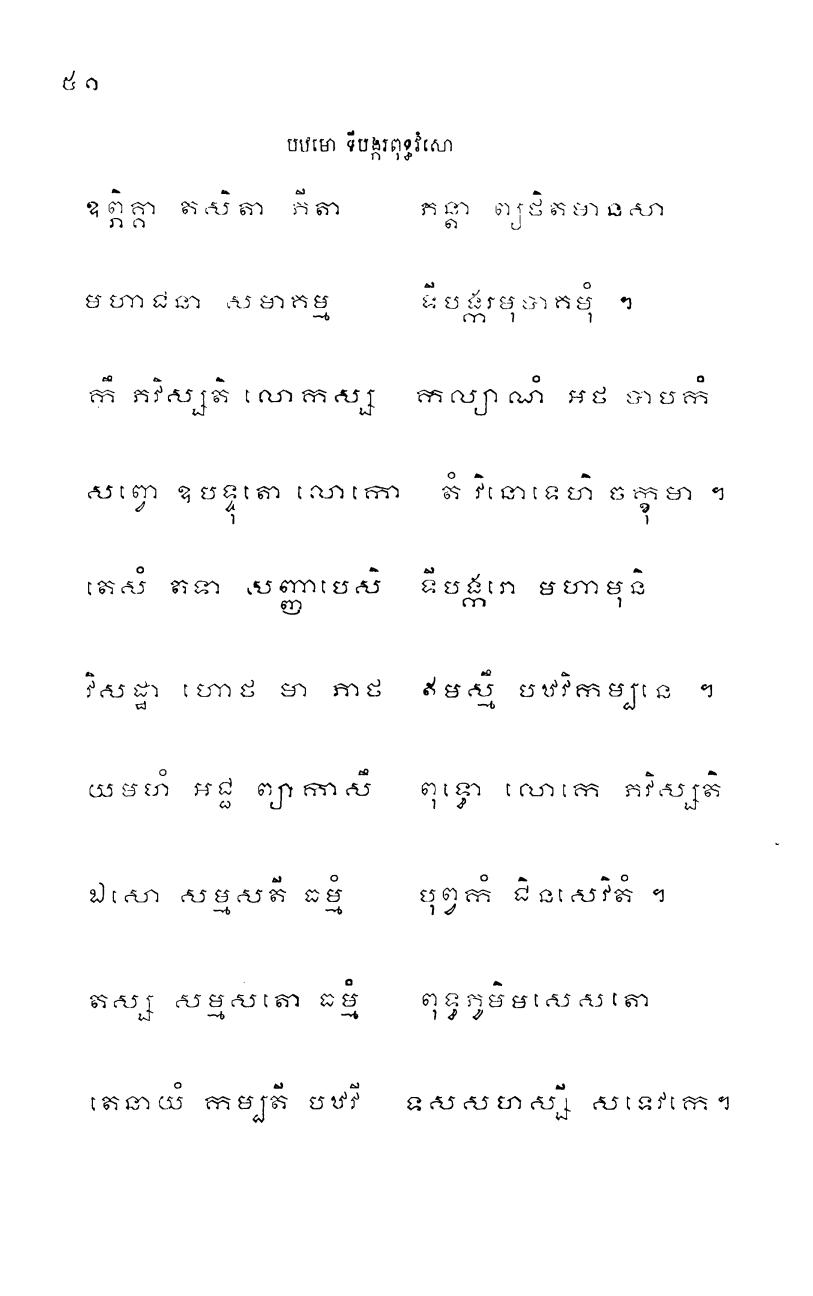 ៥១
បឋមោ ទីបង្ករពុទ្ធវំសោ
ឧព្ភិគ្គា តសិតា ភីតា ភន្តា ព្យថិតមានសា
មហាជនា សមាគម្ម ទីបង្ករមុបាគមុំ ។
កឹ ភវិស្សតិ លោកស្ស កល្យាណំ អថ បាបកំ
សព្វោ ឧបទ្ទុតោ លោកោ តំ វិនោទេហិ ចក្ខុមា ។
តេសំ តទា សញ្ញាបេសិ ទីបង្ករោ មហាមុនិ
វិសដ្ឋា ហោថ មា ភាថ ឥមស្មឹ បឋវិកម្បនេ ។
យមហំ អជ្ជ ព្យាកាសឹ ពុទ្ធោ លោកេ ភវិស្សតិ
ឯសោ សម្មសតី ធម្មំ បុព្វកំ ជិនសេវិតំ ។
តស្ស សម្មសតោ ធម្មំ ពុទ្ធភូមិមសេសតោ
តេនាយំ កម្បតី បឋវី ទសសហស្សី សទេវកេ។